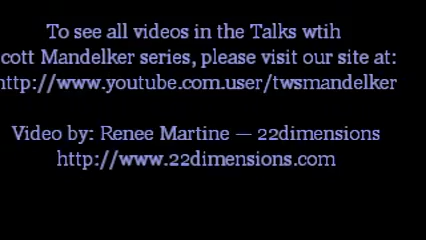 To see all videos in the Talks wtih
cott Mandelker series, please visit our site at:
http://www.youtube.com.user/twsmandelker
Video by: Renee Martine — 22dimensions
http://www.22dimensions.com